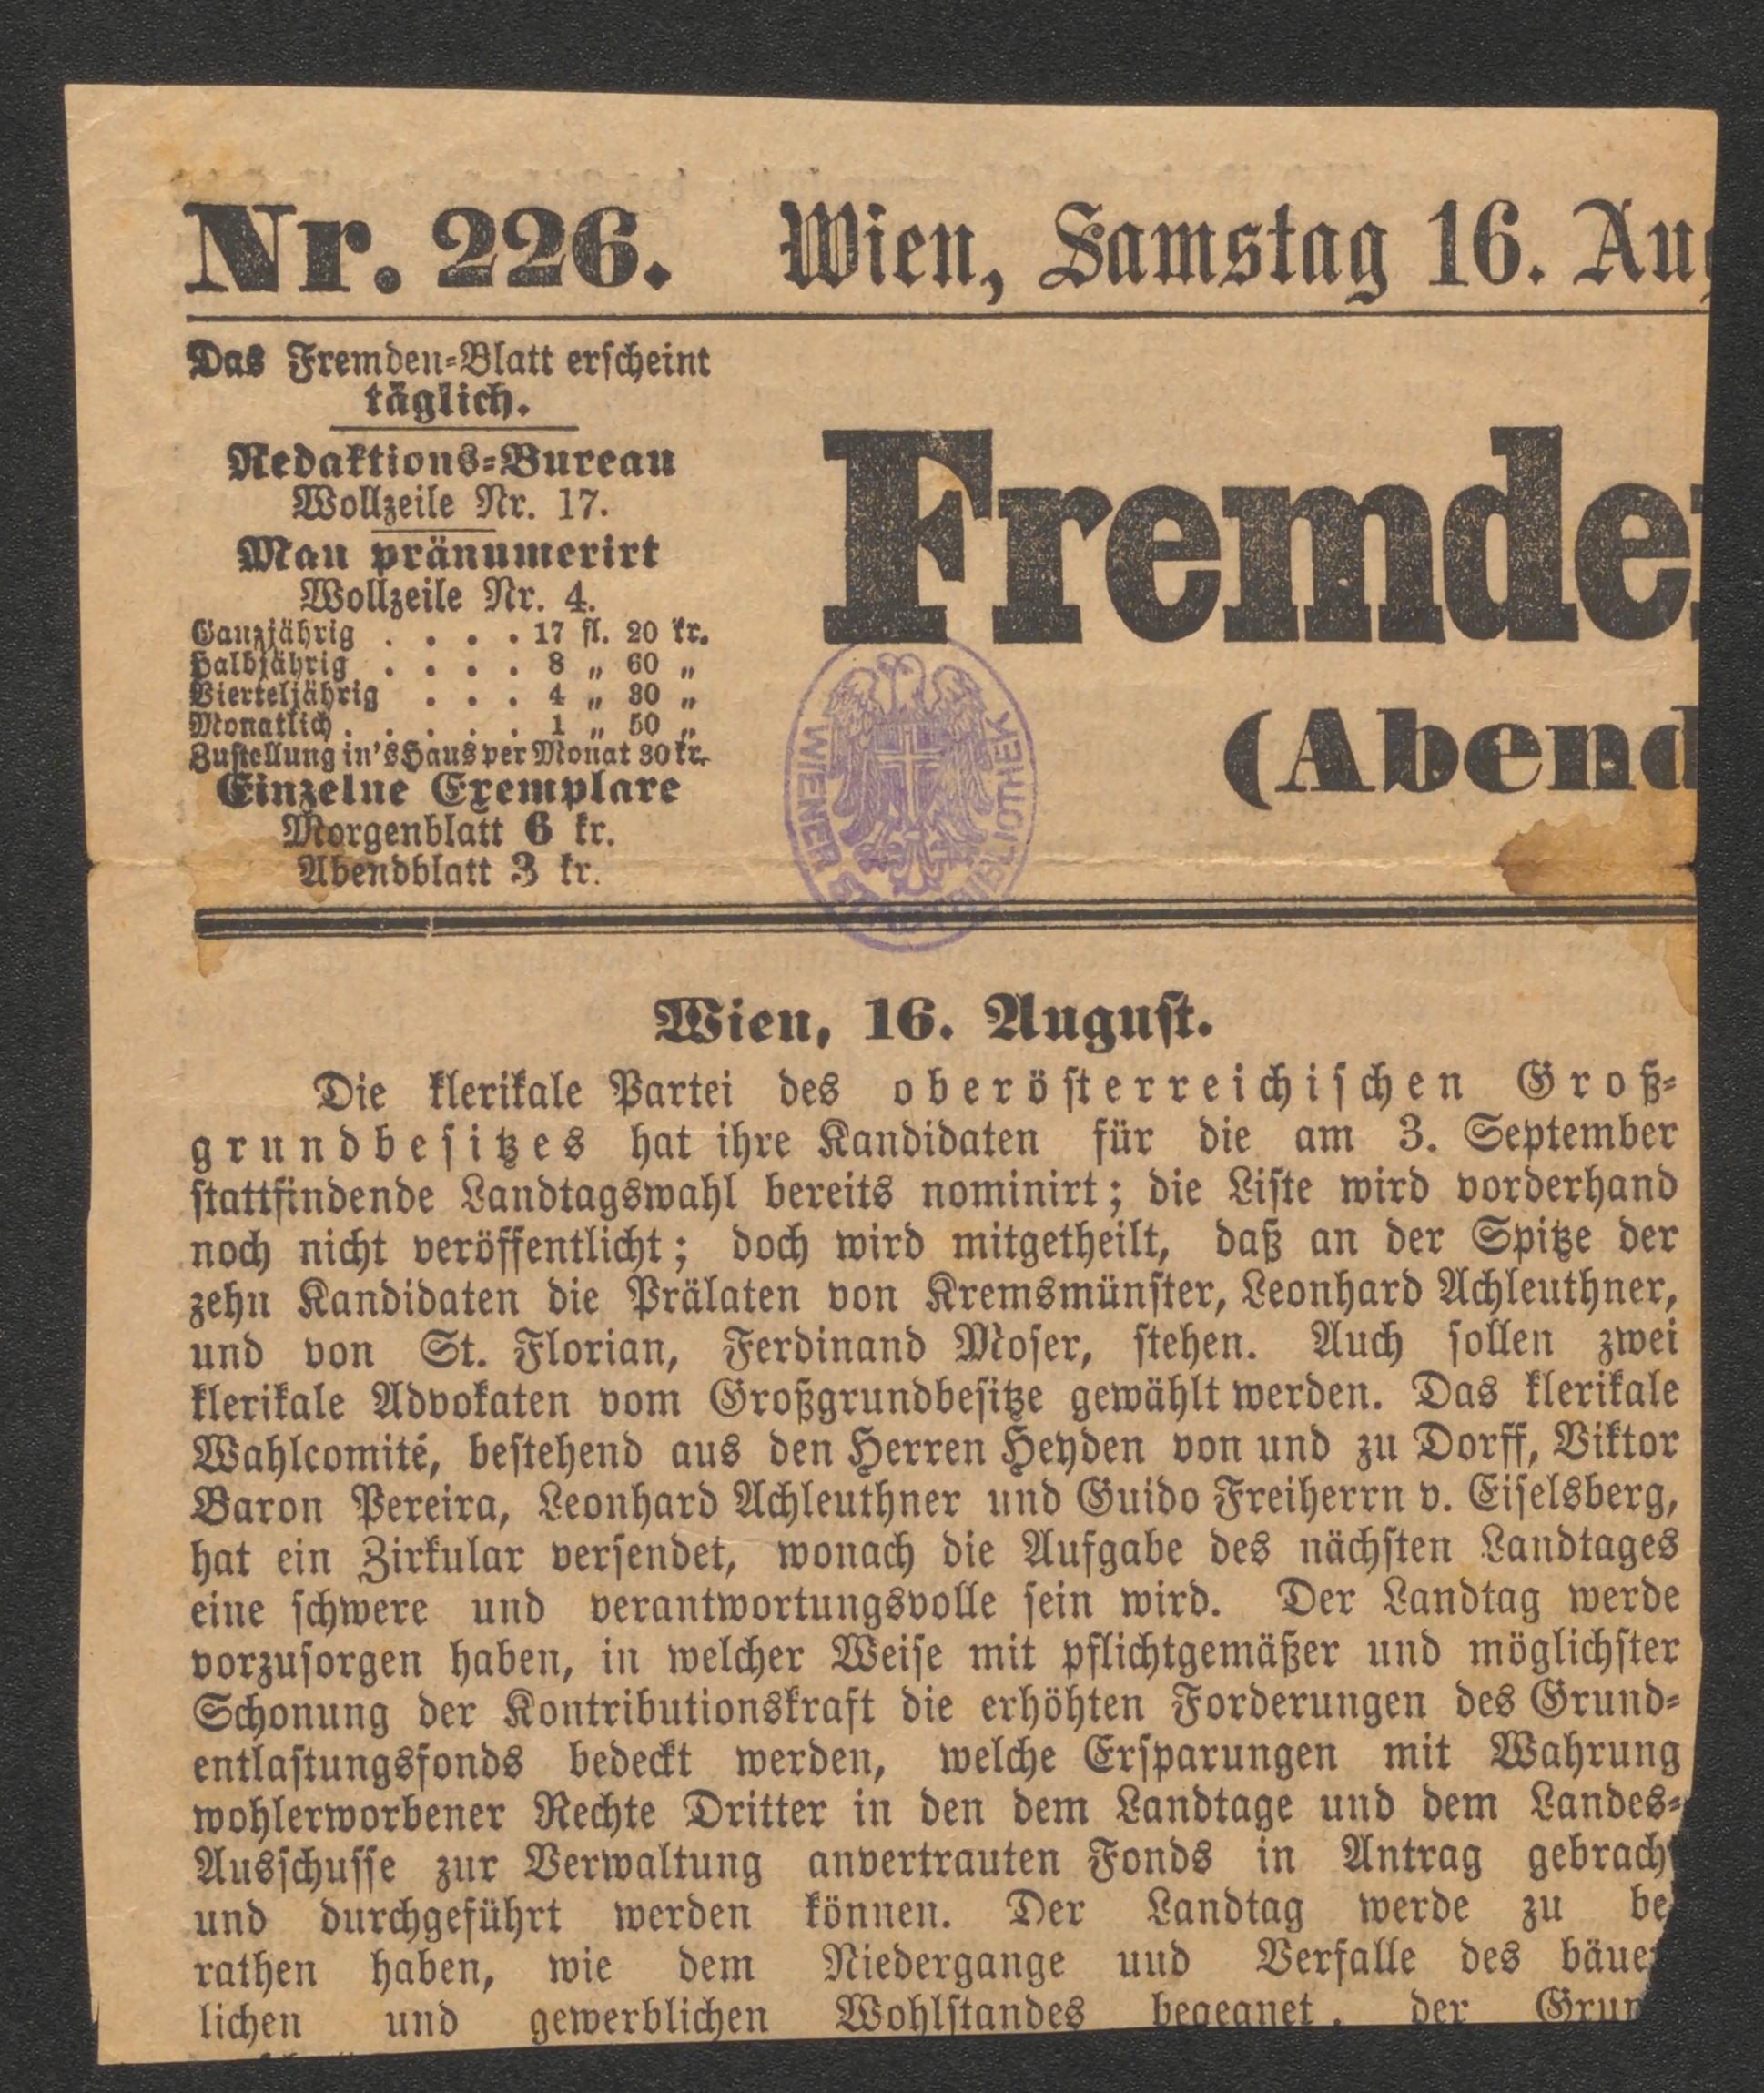 Nr. 226. Wien, Samstag 16. Aug
Das Fremden-Blatt erscheint
täglich.
Redaktions-Bureau
Wollzeile Nr. 17.
Man pränumerirt
Wollzeile Nr. 4.
Ganzjährig . . . . 17 fl. 20 kr.
Halbjährig . . . . 8 „ 60 „
Vierteljährig . . . 4 „ 30 „
Monatlich . . . . . 1 „ 50 „
Zustellung in's Haus per Monat 30 kr.
Einzelne Exemplare
Morgenblatt 6 kr.
Abendblatt 3 kr.
Fremde
(Abend
WIENER STADTBIBLIOTHEK
Wien, 16. August.
Die klerikale Partei des oberösterreichischen Groß-
grundbesitzes hat ihre Kandidaten für die am 3. September
stattfindende Landtagswahl bereits nominirt; die Liste wird vorderhand
noch nicht veröffentlicht; doch wird mitgetheilt, daß an der Spitze der
zehn Kandidaten die Prälaten von Kremsmünster, Leonhard Achleuthner,
und von St. Florian, Ferdinand Moser, stehen. Auch sollen zwei
klerikale Advokaten vom Großgrundbesitze gewählt werden. Das klerikale
Wahlcomité, bestehend aus den Herren Heyden von und zu Dorff, Viktor
Baron Pereira, Leonhard Achleuthner und Guido Freiherrn v. Eiselsberg,
hat ein Zirkular versendet, wonach die Aufgabe des nächsten Landtages
eine schwere und verantwortungsvolle sein wird. Der Landtag werde
vorzusorgen haben, in welcher Weise mit pflichtgemäßer und möglichster
Schonung der Kontributionskraft die erhöhten Forderungen des Grund-
entlastungsfonds bedeckt werden, welche Ersparungen mit Wahrung
wohlerworbener Rechte Dritter in den dem Landtage und dem Landes-
Ausschusse zur Verwaltung anvertrauten Fonds in Antrag gebrach
und durchgeführt werden können. Der Landtag werde zu be
rathen haben, wie dem Niedergange und Verfalle des bäue
lichen und gewerblichen Wohlstandes begegnet, der Grun